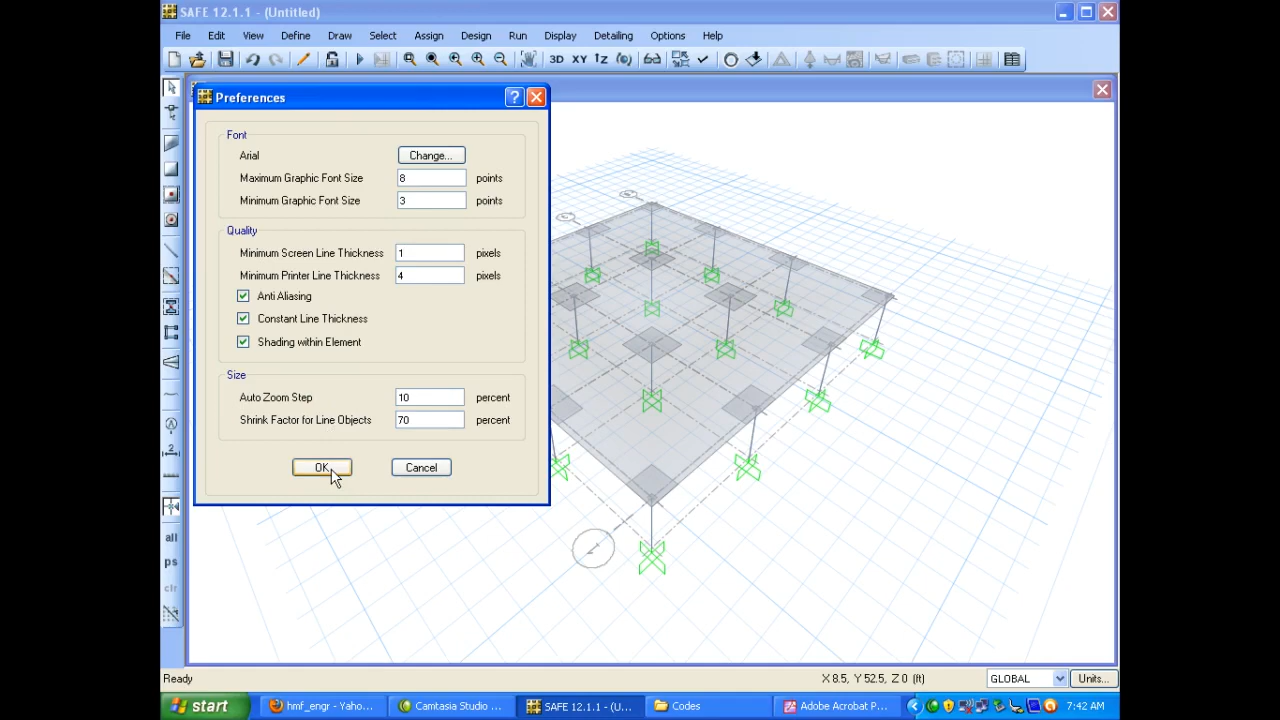 SAFE 12.1.1 - (Untitled)
File Edit View Define Draw Select Assign Design Run Display Detailing Options Help
3D XY
Preferences
Font
Arial Change...
Maximum Graphic Font Size 8 points
Minimum Graphic Font Size 3 points
Quality
Minimum Screen Line Thickness 1 pixels
Minimum Printer Line Thickness 4 pixels
Anti Aliasing
Constant Line Thickness
Shading within Element
Size
Auto Zoom Step 10 percent
Shrink Factor for Line Objects 70 percent
OK Cancel
all
ps
clr
Ready X 8.5, Y 52.5, Z 0 (ft) GLOBAL Units...
start hmf_engr - Yaho... Camtasia Studio ... SAFE 12.1.1 - (U... Codes Adobe Acrobat P... 7:42 AM